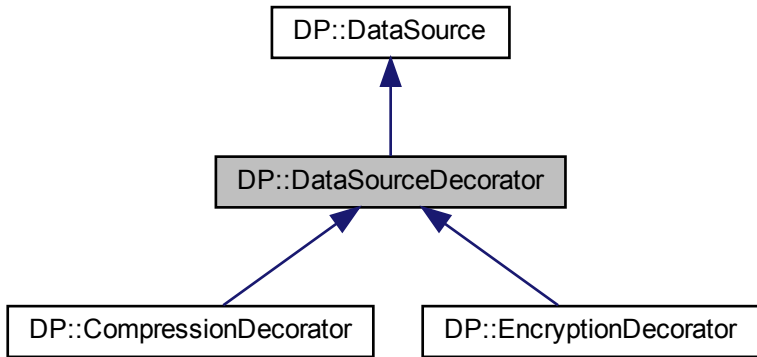 DP::DataSource
DP::DataSourceDecorator
DP::CompressionDecorator
DP::EncryptionDecorator